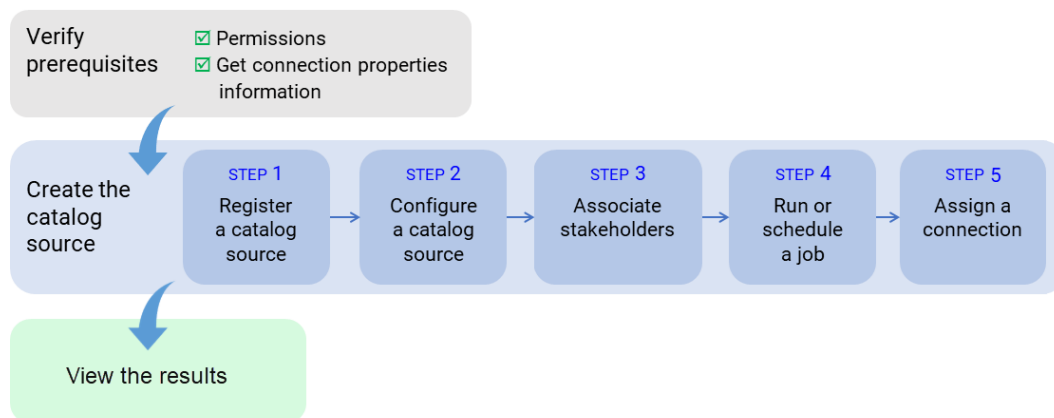 Verify
prerequisites
Permissions
Get connection properties
information
Create the
catalog
source
STEP 1
Register
a catalog
source
STEP 2
Configure
a catalog
source
STEP 3
Associate
stakeholders
STEP 4
Run or
schedule
a job
STEP 5
Assign a
connection
View the results